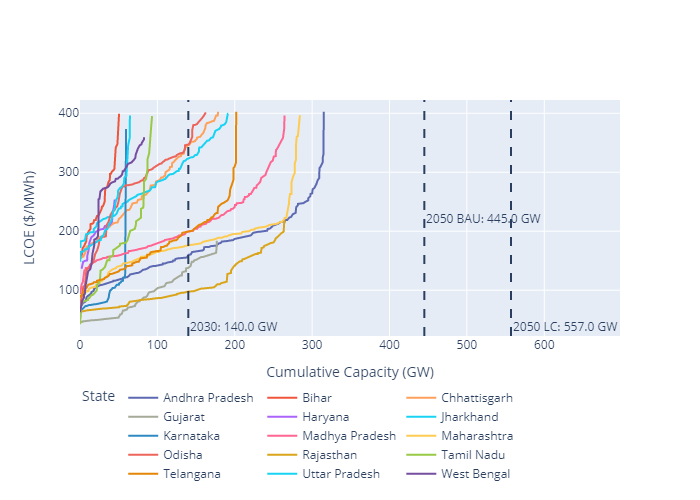 400
300
200
100
LCOE ($/MWh)
2050 BAU: 445.0 GW
2030: 140.0 GW
2050 LC: 557.0 GW
0 100 200 300 400 500 600
Cumulative Capacity (GW)
State
Andhra Pradesh Bihar Chhattisgarh
Gujarat Haryana Jharkhand
Karnataka Madhya Pradesh Maharashtra
Odisha Rajasthan Tamil Nadu
Telangana Uttar Pradesh West Bengal